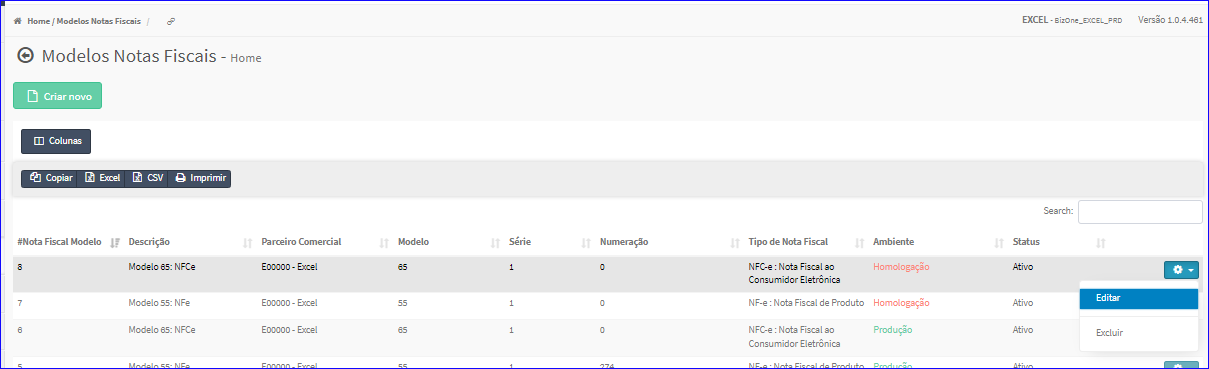 Home / Modelos Notas Fiscais /
EXCEL - BizOne_EXCEL_PRD Versão 1.0.4.461
Modelos Notas Fiscais - Home
Criar novo
Colunas
Copiar Excel CSV Imprimir
Search:
#Nota Fiscal Modelo Descrição Parceiro Comercial Modelo Série Numeração Tipo de Nota Fiscal Ambiente Status
8 Modelo 65: NFCe E00000 - Excel 65 1 0 NFC-e : Nota Fiscal ao Homologação Ativo
Consumidor Eletrônica
Editar
7 Modelo 55: NFe E00000 - Excel 55 1 0 NF-e : Nota Fiscal de Produto Homologação Ativo
6 Modelo 65: NFCe E00000 - Excel 65 1 0 NFC-e : Nota Fiscal ao Produção Ativo
Consumidor Eletrônica
Excluir
5 Modelo 55: NFe E00000 - Excel 55 1 274 NF-e : Nota Fiscal de Produto Produção Ativo